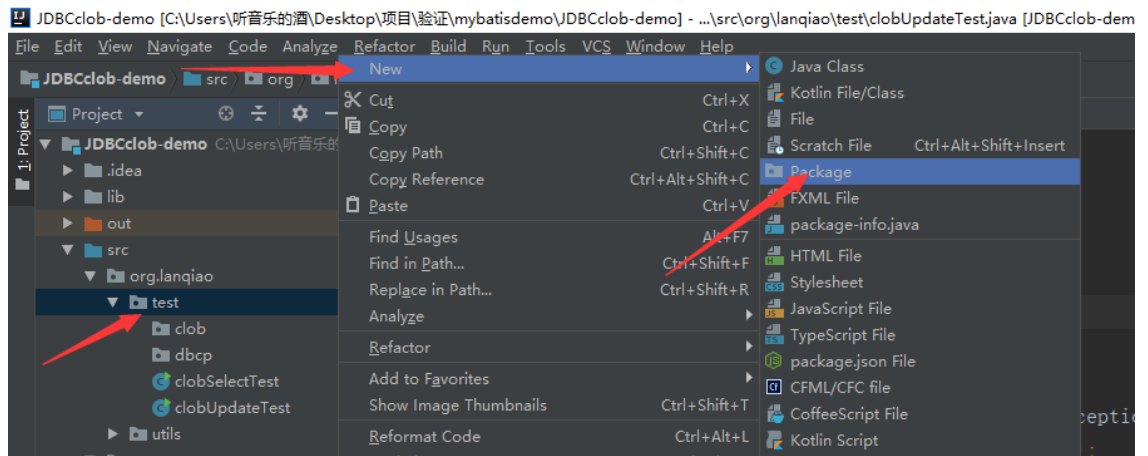 JDBCclob-demo [C:\Users\听音乐的酒\Desktop\项目\验证\mybatisdemo\JDBCclob-demo] - ...\src\org\lanqiao\test\clobUpdateTest.java [JDBCclob-dem
File Edit View Navigate Code Analyze Refactor Build Run Tools VCS Window Help
JDBCclob-demo src org
Project
1: Project
JDBCclob-demo C:\Users\听音乐
.idea
lib
out
src
org.lanqiao
test
clob
dbcp
clobSelectTest
clobUpdateTest
utils
New
Cut Ctrl+X
Copy Ctrl+Shift+C
Copy Path Ctrl+Shift+C
Copy Reference Ctrl+Alt+Shift+C
Paste Ctrl+V
Find Usages Alt+F7
Find in Path... Ctrl+Shift+F
Replace in Path... Ctrl+Shift+R
Analyze
Refactor
Add to Favorites
Show Image Thumbnails Ctrl+Shift+T
Reformat Code Ctrl+Alt+L
Java Class
Kotlin File/Class
File
Scratch File Ctrl+Alt+Shift+Insert
Package
FXML File
package-info.java
HTML File
Stylesheet
JavaScript File
TypeScript File
package.json File
CFML/CFC file
CoffeeScript File
Kotlin Script
ceptio